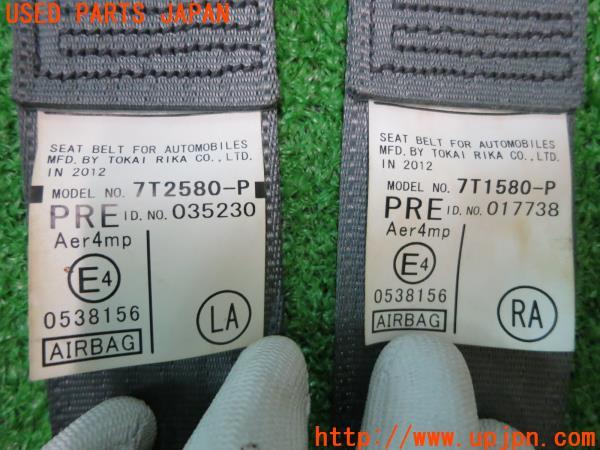 USED PARTS JAPAN
SEAT BELT FOR AUTOMOBILES
MFD. BY TOKAI RIKA CO., LTD.
IN 2012
MODEL NO. 7T2580-P
PRE ID. NO. 035230
Aer4mp
E4
0538156
AIRBAG
LA
SEAT BELT FOR AUTOMOBILES
MFD. BY TOKAI RIKA CO., LTD.
IN 2012
MODEL NO. 7T1580-P
PRE ID. NO. 017738
Aer4mp
E4
0538156
AIRBAG
RA
http://www.upjpn.com